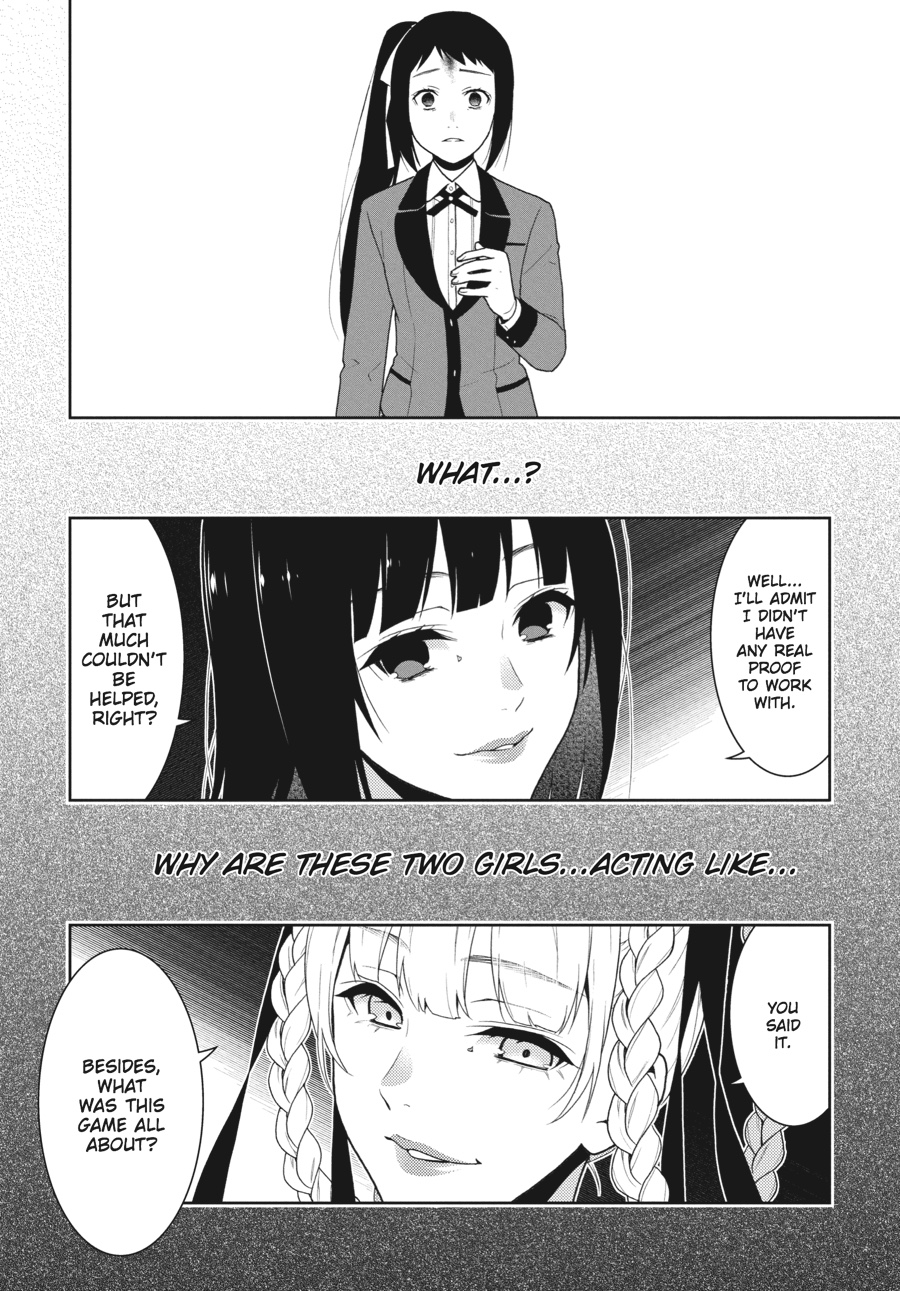 WHAT...?
WELL...
I'LL ADMIT
I DIDN'T
HAVE
ANY REAL
PROOF
TO WORK
WITH.
BUT
THAT
MUCH
COULDN'T
BE
HELPED,
RIGHT?
WHY ARE THESE TWO GIRLS...ACTING LIKE...
YOU
SAID
IT.
BESIDES,
WHAT
WAS THIS
GAME ALL
ABOUT?